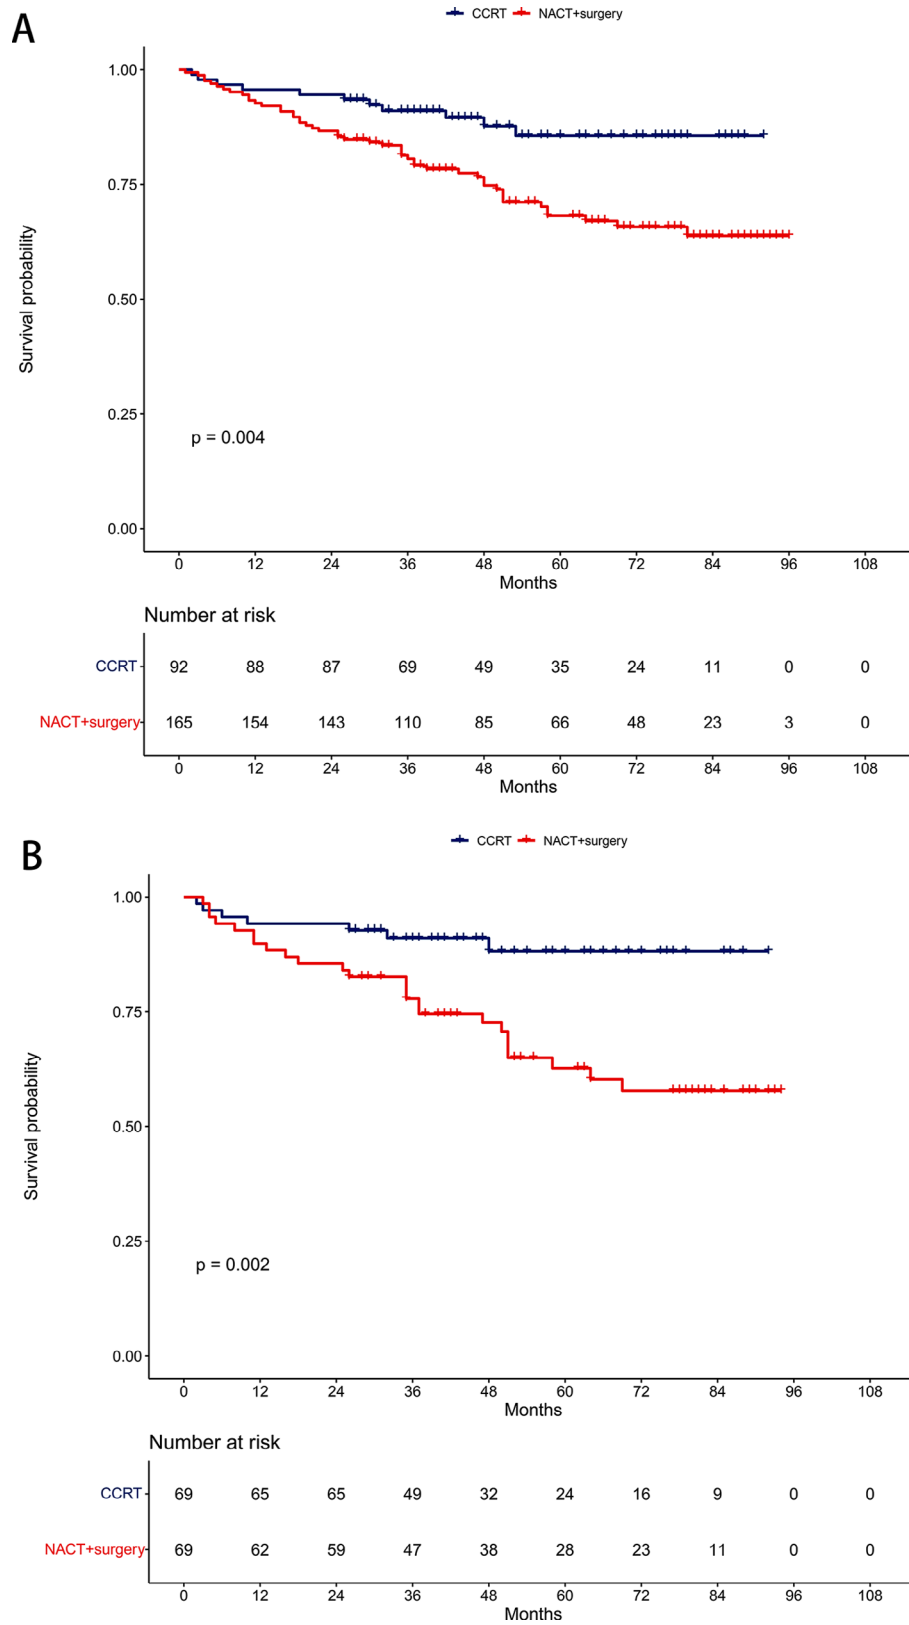 A
CCRT NACT+surgery
1.00
0.75
0.50
0.25
0.00
Survival probability
p = 0.004
0 12 24 36 48 60 72 84 96 108
Months
Number at risk
CCRT 92 88 87 69 49 35 24 11 0 0
NACT+surgery 165 154 143 110 85 66 48 23 3 0
0 12 24 36 48 60 72 84 96 108
Months
B
CCRT NACT+surgery
1.00
0.75
0.50
0.25
0.00
Survival probability
p = 0.002
0 12 24 36 48 60 72 84 96 108
Months
Number at risk
CCRT 69 65 65 49 32 24 16 9 0 0
NACT+surgery 69 62 59 47 38 28 23 11 0 0
0 12 24 36 48 60 72 84 96 108
Months